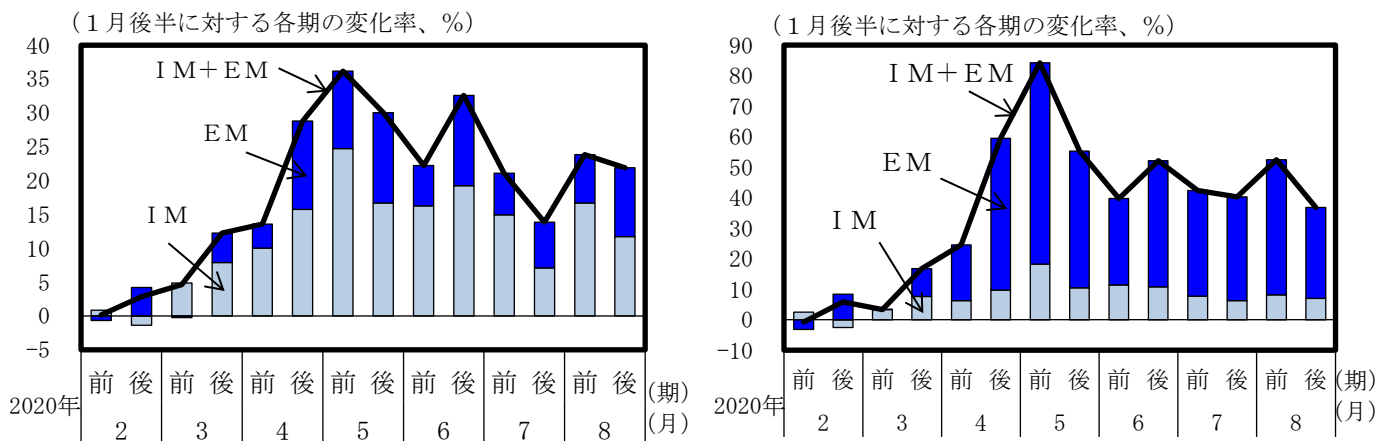 (1月後半に対する各期の変化率、%)
40
35
30
25
20
15
10
5
0
-5
IM+EM
EM
IM
前 後 前 後 前 後 前 後 前 後 前 後 前 後 (期)
2020年
2 3 4 5 6 7 8 (月)
(1月後半に対する各期の変化率、%)
90
80
70
60
50
40
30
20
10
0
-10
IM+EM
EM
IM
前 後 前 後 前 後 前 後 前 後 前 後 前 後 (期)
2020年
2 3 4 5 6 7 8 (月)